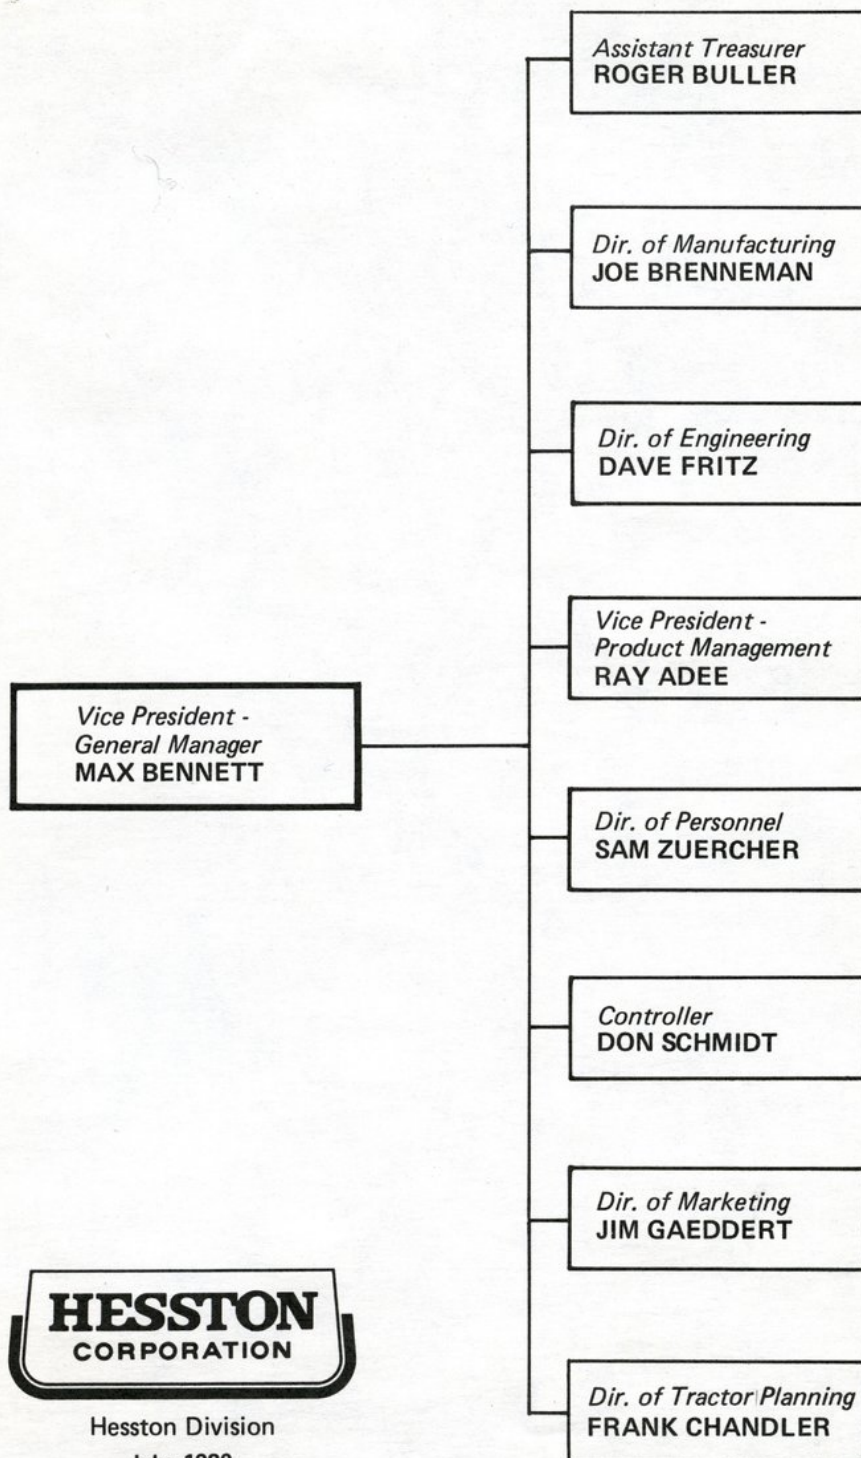 Assistant Treasurer
ROGER BULLER
Dir. of Manufacturing
JOE BRENNEMAN
Dir. of Engineering
DAVE FRITZ
Vice President -
Product Management
RAY ADEE
Vice President -
General Manager
MAX BENNETT
Dir. of Personnel
SAM ZUERCHER
Controller
DON SCHMIDT
Dir. of Marketing
JIM GAEDDERT
Dir. of Tractor Planning
FRANK CHANDLER
HESSTON
CORPORATION
Hesston Division